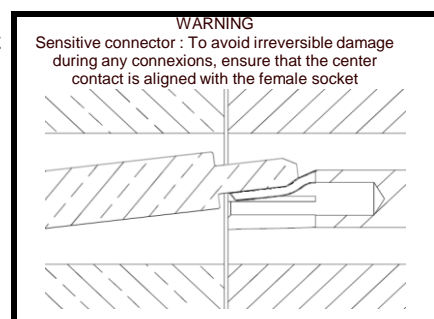 WARNING
Sensitive connector : To avoid irreversible damage
during any connexions, ensure that the center
contact is aligned with the female socket